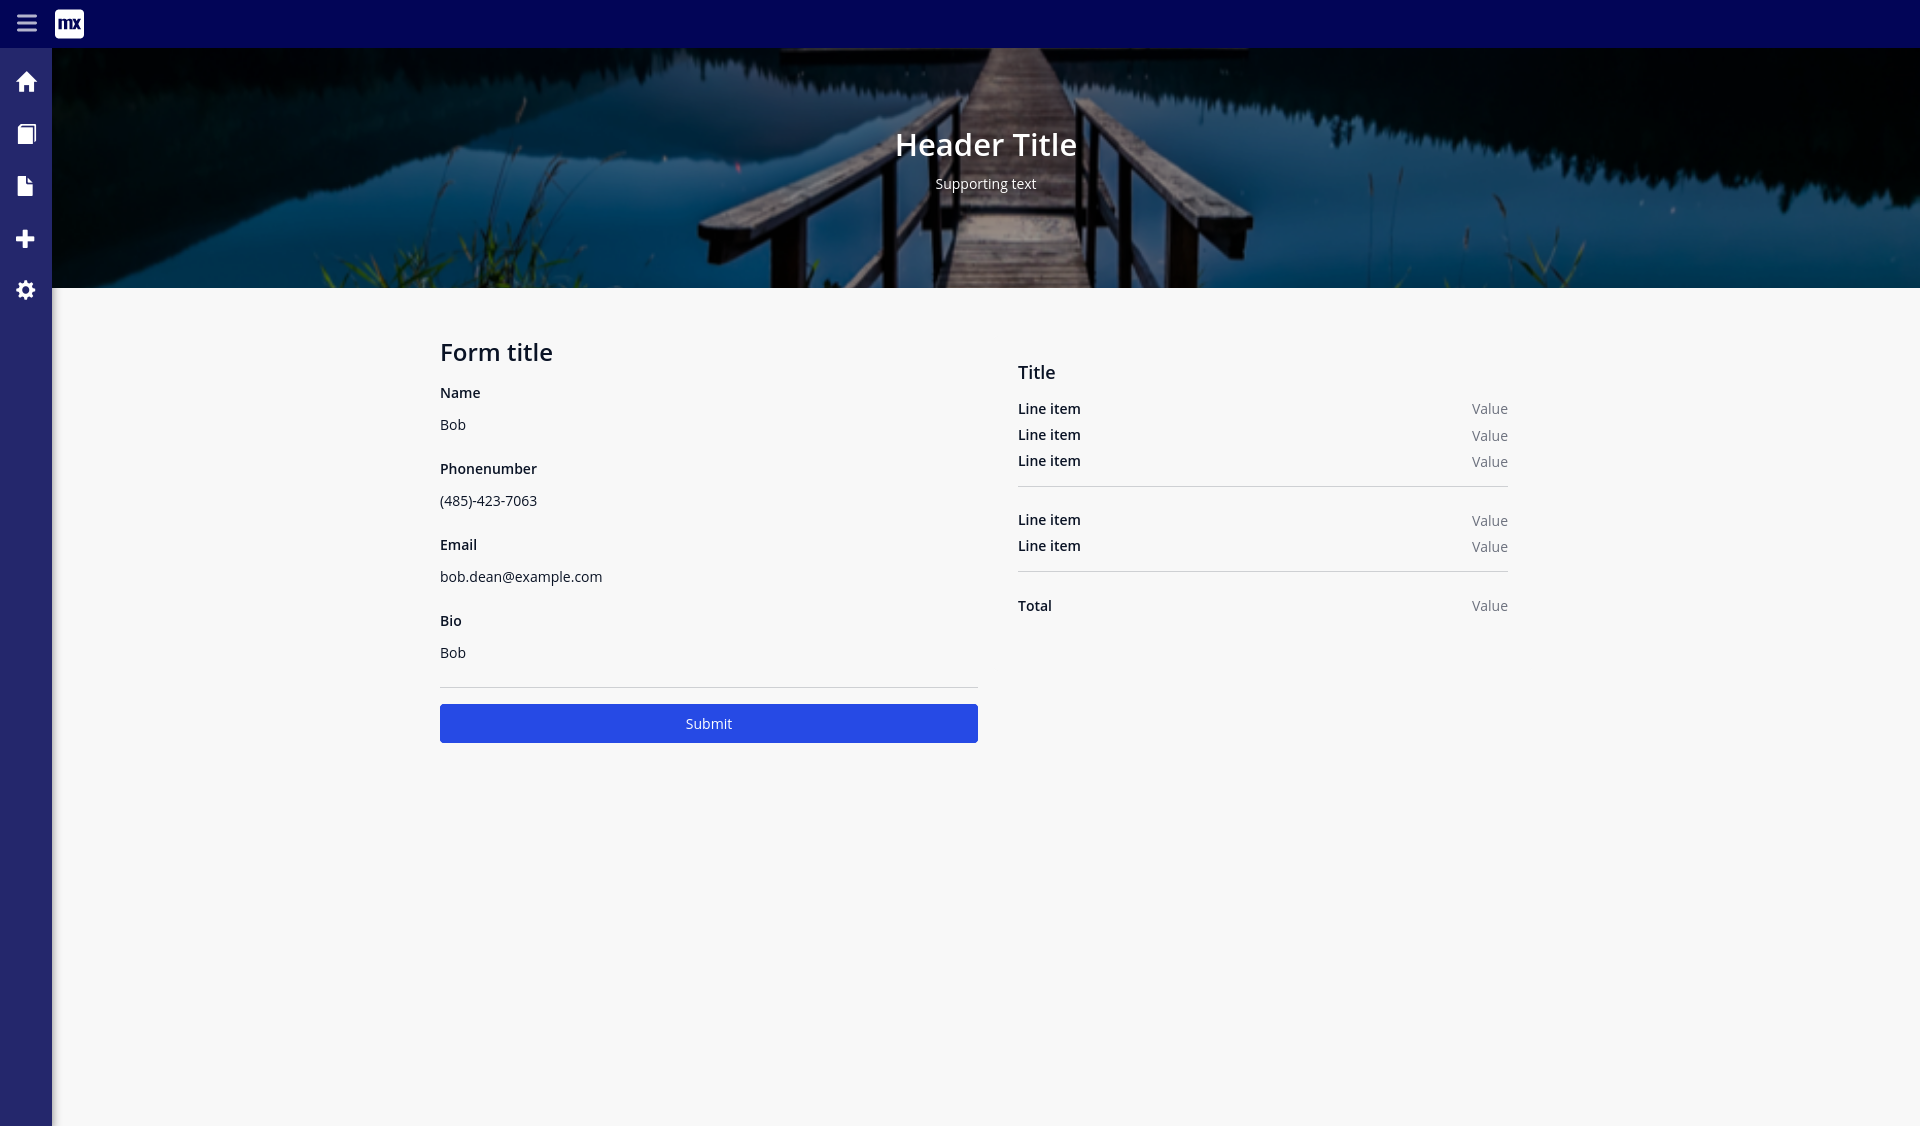 mx
Header Title
Supporting text
Form title
Name
Bob
Phonenumber
(485)-423-7063
Email
bob.dean@example.com
Bio
Bob
Submit
Title
Line item Value
Line item Value
Line item Value
Line item Value
Line item Value
Total Value